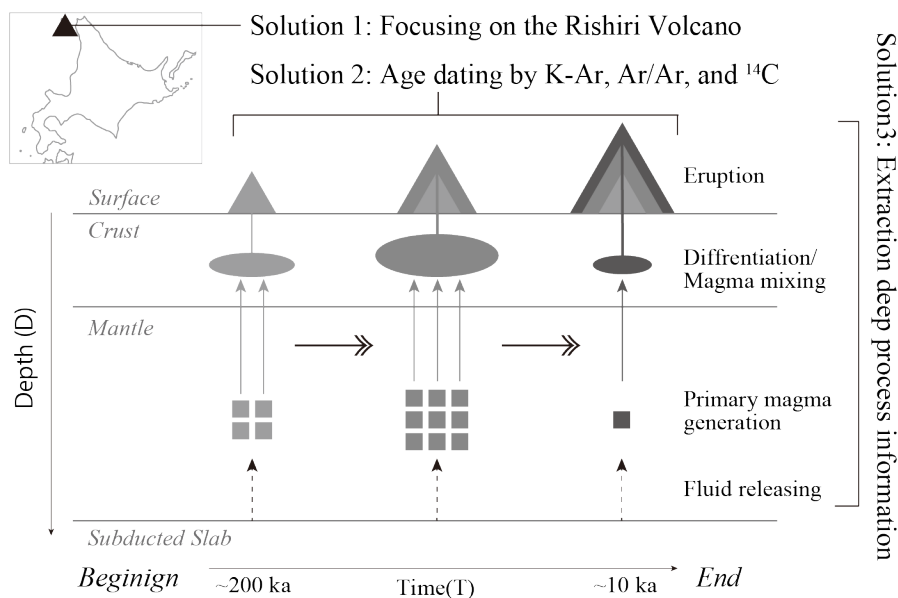 Solution 1: Focusing on the Rishiri Volcano
Solution 2: Age dating by K-Ar, Ar/Ar, and ¹⁴C
Solution3: Extraction deep process information
Surface
Eruption
Crust
Diffrentiation/
Magma mixing
Mantle
Depth (D)
Primary magma
generation
Fluid releasing
Subducted Slab
Beginign
~200 ka
Time(T)
~10 ka
End